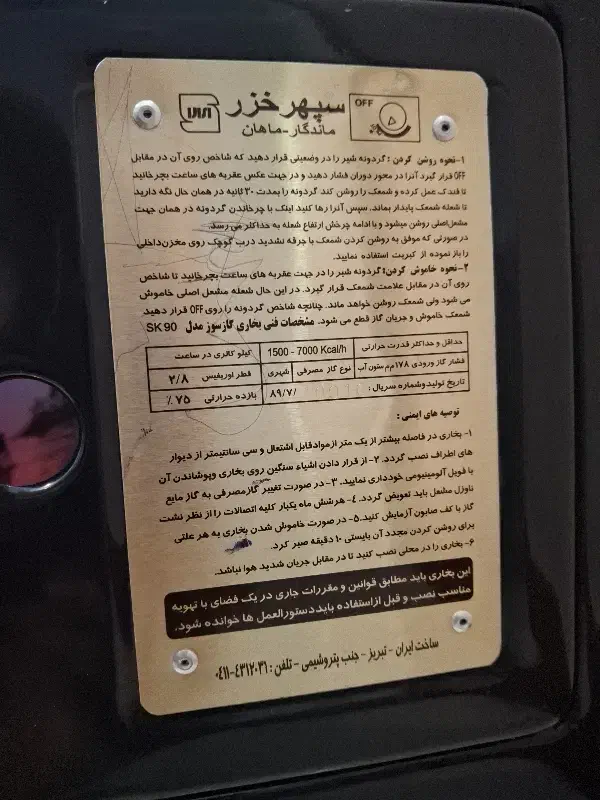 OFF
سپهر خزر
ماندگار-ماهان
۱-نحوه روشن کردن : گردونه شیر را در وضعیتی قرار دهید که شاخص روی آن در مقابل
OFF قرار گیرد آنرا در محور دوران فشار دهید و در جهت عکس عقربه های ساعت بچرخانید
تا فندک عمل کرده و شمعک را روشن کند گردونه را بمدت ۳۰ ثانیه در همان حال نگه دارید
تا شعله شمعک پایدار بماند. سپس آنرا رها کنید اینک با چرخاندن گردونه در همان جهت
مشعل اصلی روشن میشود و با ادامه چرخش ارتفاع شعله به حداکثر می رسد.
در صورتی که موفق به روشن کردن شمعک با جرقه نشدید درب کوچک روی مخزن داخلی
را باز نموده از کبریت استفاده نمایید.
۲-نحوه خاموش کردن: گردونه شیر را در جهت عقربه های ساعت بچرخانید تا شاخص
روی آن در مقابل علامت شمعک قرار گیرد. در این حال شعله مشعل اصلی خاموش
می شود ولی شمعک روشن خواهد ماند. چنانچه شاخص گردونه را روی OFF قرار دهید
شمعک خاموش و جریان گاز قطع می شود. مشخصات فنی بخاری گازسوز مدل SK 90
حداقل و حداکثر قدرت حرارتی 1500 - 7000 Kcal/h کیلو کالری در ساعت
فشار گاز ورودی ۱۷۸ م م ستون آب نوع گاز مصرفی شهری قطر اوریفیس ۲/۸
تاریخ تولید و شماره سریال: ۸۹/۷/ بازده حرارتی ۷۵ ٪
توصیه های ایمنی :
۱- بخاری در فاصله بیشتر از یک متر از مواد قابل اشتعال و سی سانتیمتر از دیوار
های اطراف نصب گردد. ۲- از قرار دادن اشیاء سنگین روی بخاری و پوشاندن آن
با فویل آلومینیومی خودداری نمایید. ۳- در صورت تغییر گاز مصرفی به گاز مایع
ناوزل مشعل باید تعویض گردد. ۴- هر شش ماه یکبار کلیه اتصالات را از نظر نشت
گاز با کف صابون آزمایش کنید. ۵- در صورت خاموش شدن بخاری به هر علتی
برای روشن کردن مجدد آن بایستی ۱۰ دقیقه صبر کرد.
۶- بخاری را در محلی نصب کنید تا در مقابل جریان شدید هوا نباشد.
این بخاری باید مطابق قوانین و مقررات جاری در یک فضای با تهویه
مناسب نصب و قبل از استفاده باید دستورالعمل ها خوانده شود.
ساخت ایران - تبریز - جنب پتروشیمی - تلفن : ۴۳۱۲۰۳۱-۰۴۱۱